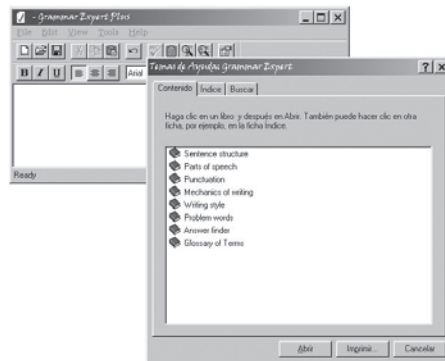 - Grammar Expert Plus
File Edit View Tools Help
B I U Arial
Ready
Temas de Ayuda: Grammar Expert
Contenido Índice Buscar
Haga clic en un libro y después en Abrir. También puede hacer clic en otra
ficha, por ejemplo, en la ficha Índice.
Sentence structure
Parts of speech
Punctuation
Mechanics of writing
Writing style
Problem words
Answer finder
Glossary of Terms
Abrir Imprimir... Cancelar